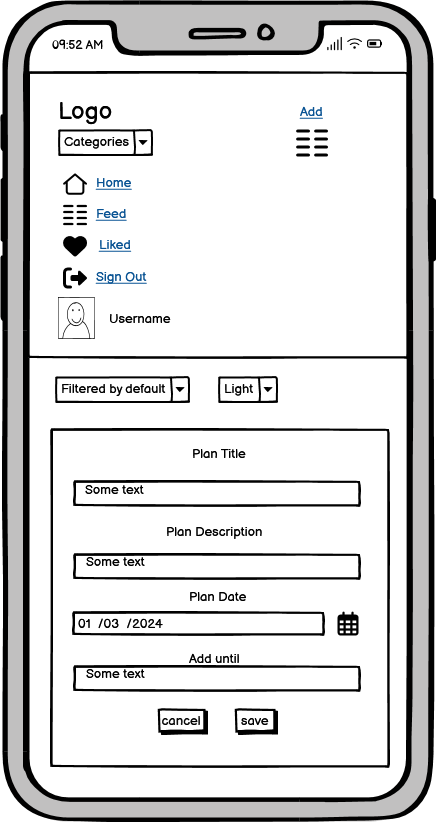 09:52 AM
Logo
Add
Categories
Home
Feed
Liked
Sign Out
Username
Filtered by default
Light
Plan Title
Some text
Plan Description
Some text
Plan Date
01 /03 /2024
Add until
Some text
cancel
save